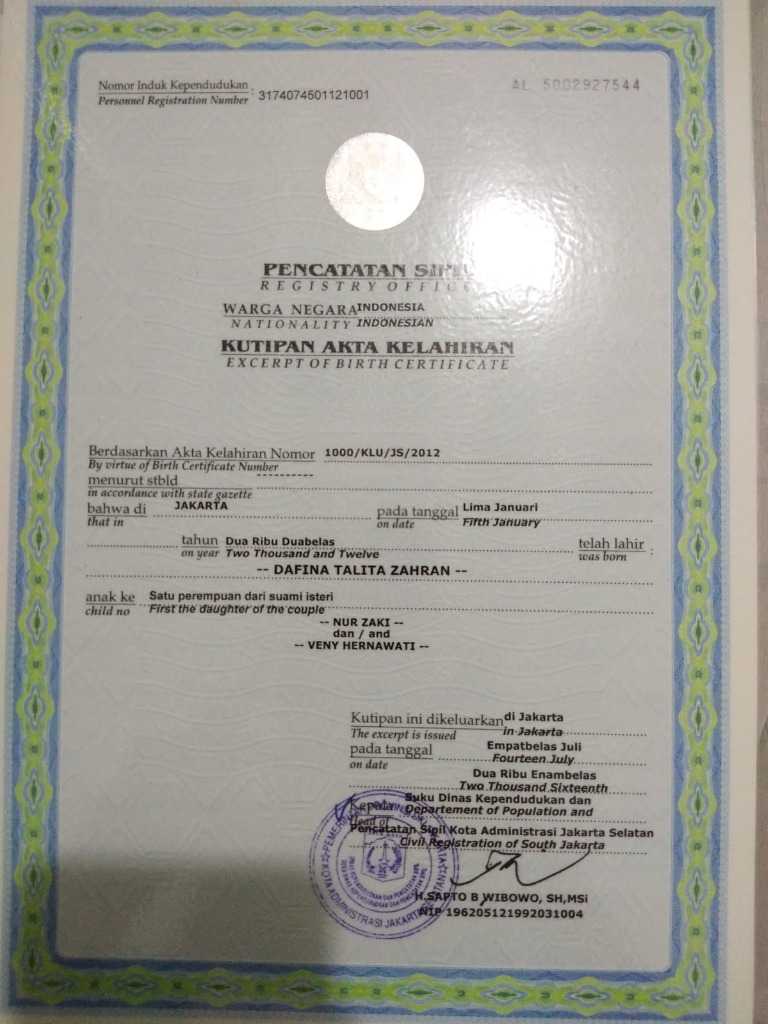 Nomor Induk Kependudukan : 3174074501121001
Personnel Registration Number
AL 5002927544
PENCATATAN SIPIL
REGISTRY OFFICE
WARGA NEGARA INDONESIA
NATIONALITY INDONESIAN
KUTIPAN AKTA KELAHIRAN
EXCERPT OF BIRTH CERTIFICATE
Berdasarkan Akta Kelahiran Nomor 1000/KLU/JS/2012
By virtue of Birth Certificate Number
menurut stbld ----------
in accordance with state gazette
bahwa di JAKARTA pada tanggal Lima Januari
that in on date Fifth January
tahun Dua Ribu Duabelas telah lahir :
on year Two Thousand and Twelve was born
-- DAFINA TALITA ZAHRAN --
anak ke Satu perempuan dari suami isteri
child no First the daughter of the couple
-- NUR ZAKI --
dan / and
-- VENY HERNAWATI --
Kutipan ini dikeluarkan di Jakarta
The excerpt is issued in Jakarta
pada tanggal Empatbelas Juli
on date Fourteen July
Dua Ribu Enambelas
Two Thousand Sixteenth
Kepala Suku Dinas Kependudukan dan
Head of Departement of Population and
Pencatatan Sipil Kota Administrasi Jakarta Selatan
Civil Registration of South Jakarta
KOTA ADMINISTRASI JAKARTA SELATAN
H.SAPTO B WIBOWO, SH,MSi
NIP 196205121992031004